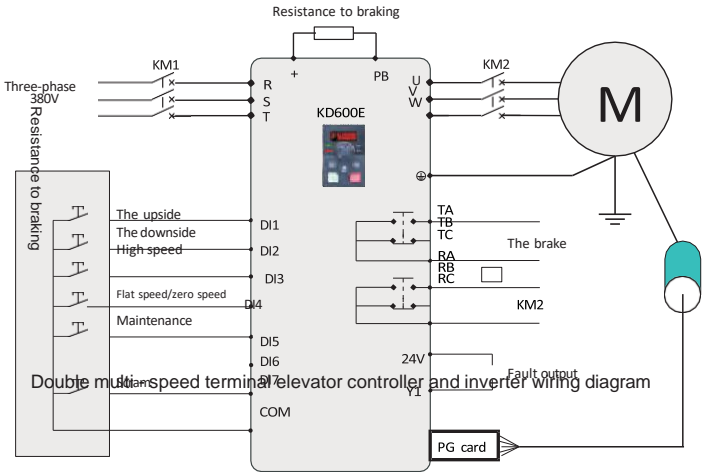 Resistance to braking
KM1
KM2
Three-phase
380V
+
PB
R
S
T
U
V
W
KD600E
M
Resistance to braking
The upside
The downside
High speed
Flat speed/zero speed
Maintenance
DI1
DI2
DI3
DI4
DI5
DI6
DI7
COM
TA
TB
TC
The brake
RA
RB
RC
KM2
24V
Fault output
Y1
Double multi-speed terminal elevator controller and inverter wiring diagram
PG card